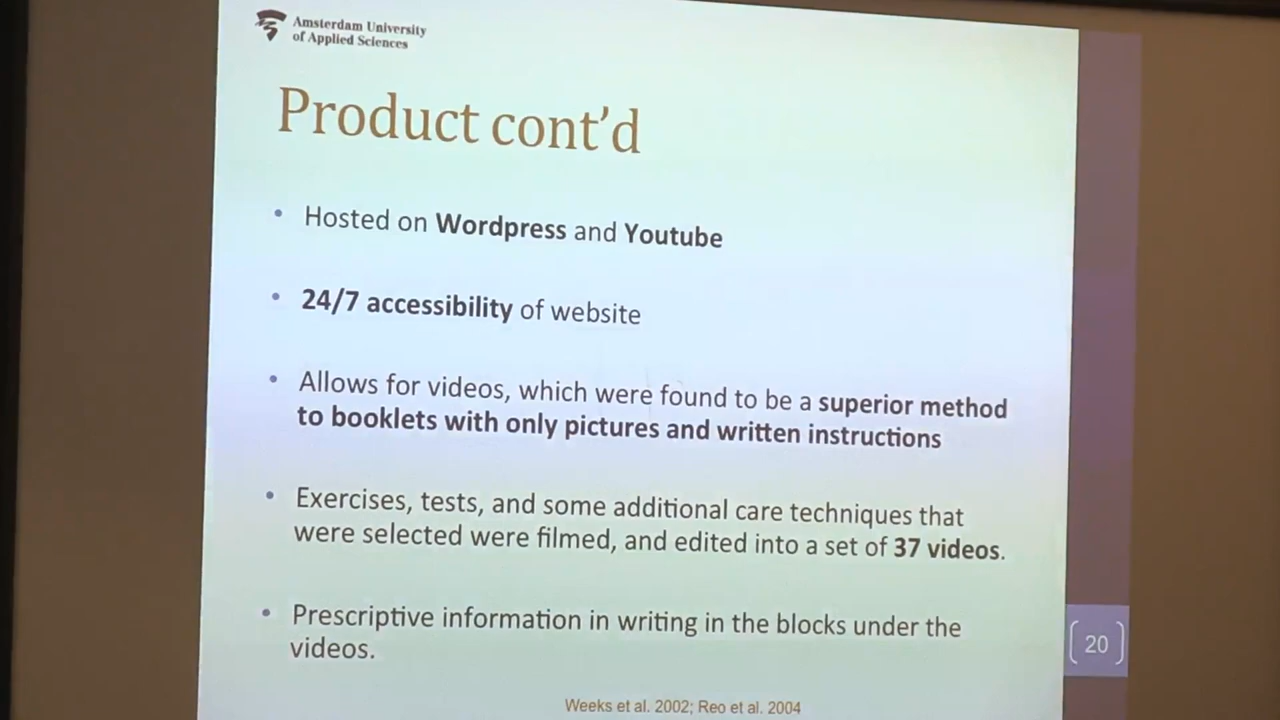 Amsterdam University
of Applied Sciences
Product cont’d
• Hosted on Wordpress and Youtube
• 24/7 accessibility of website
• Allows for videos, which were found to be a superior method
to booklets with only pictures and written instructions
• Exercises, tests, and some additional care techniques that
were selected were filmed, and edited into a set of 37 videos.
• Prescriptive information in writing in the blocks under the
videos.
20
Weeks et al. 2002; Reo et al. 2004